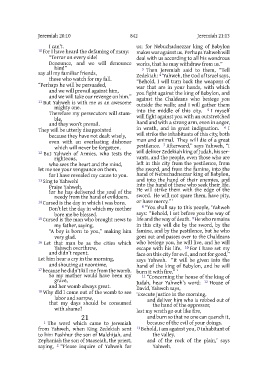 Jeremiah 20:10
842
Jeremiah 21:13
I can't.
10 For I have heard the defaming of many:
"Terror on every side!
Denounce, and we will denounce
him!"
say all my familiar friends,
those who watch for my fall.
"Perhaps he will be persuaded,
and we will prevail against him,
and we will take our revenge on him."
11 But Yahweh is with me as an awesome
mighty one.
Therefore my persecutors will stum-
ble,
and they won't prevail.
They will be utterly disappointed
because they have not dealt wisely,
even with an everlasting dishonor
which will never be forgotten.
12 But Yahweh of Armies, who tests the
righteous,
who sees the heart and the mind,
let me see your vengeance on them,
for I have revealed my cause to you.
13 Sing to Yahweh!
Praise Yahweh,
for he has delivered the soul of the
needy from the hand of evildoers.
14 Cursed is the day in which I was born.
Don't let the day in which my mother
bore me be blessed.
15 Cursed is the man who brought news to
my father, saying,
"A boy is born to you," making him
very glad.
16 Let that man be as the cities which
Yahweh overthrew,
and didn't repent.
Let him hear a cry in the morning,
and shouting at noontime,
17 because he didn't kill me from the womb.
So my mother would have been my
grave,
and her womb always great.
18 Why did I come out of the womb to see
labor and sorrow,
that my days should be consumed
with shame?
21
1 The word which came to Jeremiah
from Yahweh, when King Zedekiah sent
to him Pashhur the son of Malchijah, and
Zephaniah the son of Maaseiah, the priest,
saying, 2 "Please inquire of Yahweh for
us; for Nebuchadnezzar king of Babylon
makes war against us. Perhaps Yahweh will
deal with us according to all his wondrous
works, that he may withdraw from us."
3 Then Jeremiah said to them, "Tell
Zedekiah: 4 'Yahweh, the God of Israel says,
"Behold, I will turn back the weapons of
war that are in your hands, with which
you fight against the king of Babylon, and
against the Chaldeans who besiege you
outside the walls; and I will gather them
into the middle of this city. 5 I myself
will fight against you with an outstretched
hand and with a strong arm, even in anger,
in wrath, and in great indignation. 6 I
will strike the inhabitants of this city, both
man and animal. They will die of a great
pestilence. 7 Afterward," says Yahweh, "I
will deliver Zedekiah king of Judah, his ser-
vants, and the people, even those who are
left in this city from the pestilence, from
the sword, and from the famine, into the
hand of Nebuchadnezzar king of Babylon,
and into the hand of their enemies, and
into the hand of those who seek their life.
He will strike them with the edge of the
sword. He will not spare them, have pity,
or have mercy."'
8 "You shall say to this people, 'Yahweh
says: "Behold, I set before you the way of
life and the way of death. 9 He who remains
in this city will die by the sword, by the
famine, and by the pestilence, but he who
goes out and passes over to the Chaldeans
who besiege you, he will live, and he will
escape with his life. 10 For I have set my
face on this city for evil, and not for good,"
says Yahweh. "It will be given into the
hand of the king of Babylon, and he will
burn it with fire."'
11 "Concerning the house of the king of
Judah, hear Yahweh's word: 12 House of
David, Yahweh says,
'Execute justice in the morning,
and deliver him who is robbed out of
the hand of the oppressor,
lest my wrath go out like fire,
and burn so that no one can quench it,
because of the evil of your doings.
13 Behold, I am against you, O inhabitant of
the valley,
and of the rock of the plain,' says
Yahweh.